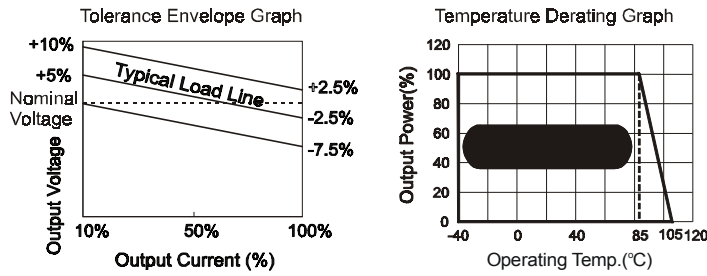 Tolerance Envelope Graph
+10%
+5%
Nominal
Voltage
Output Voltage
Typical Load Line
+2.5%
-2.5%
-7.5%
10%
50%
100%
Output Current (%)
Temperature Derating Graph
Output Power(%)
120
100
80
60
40
20
0
-40
0
40
85
105
120
Operating Temp.(℃)